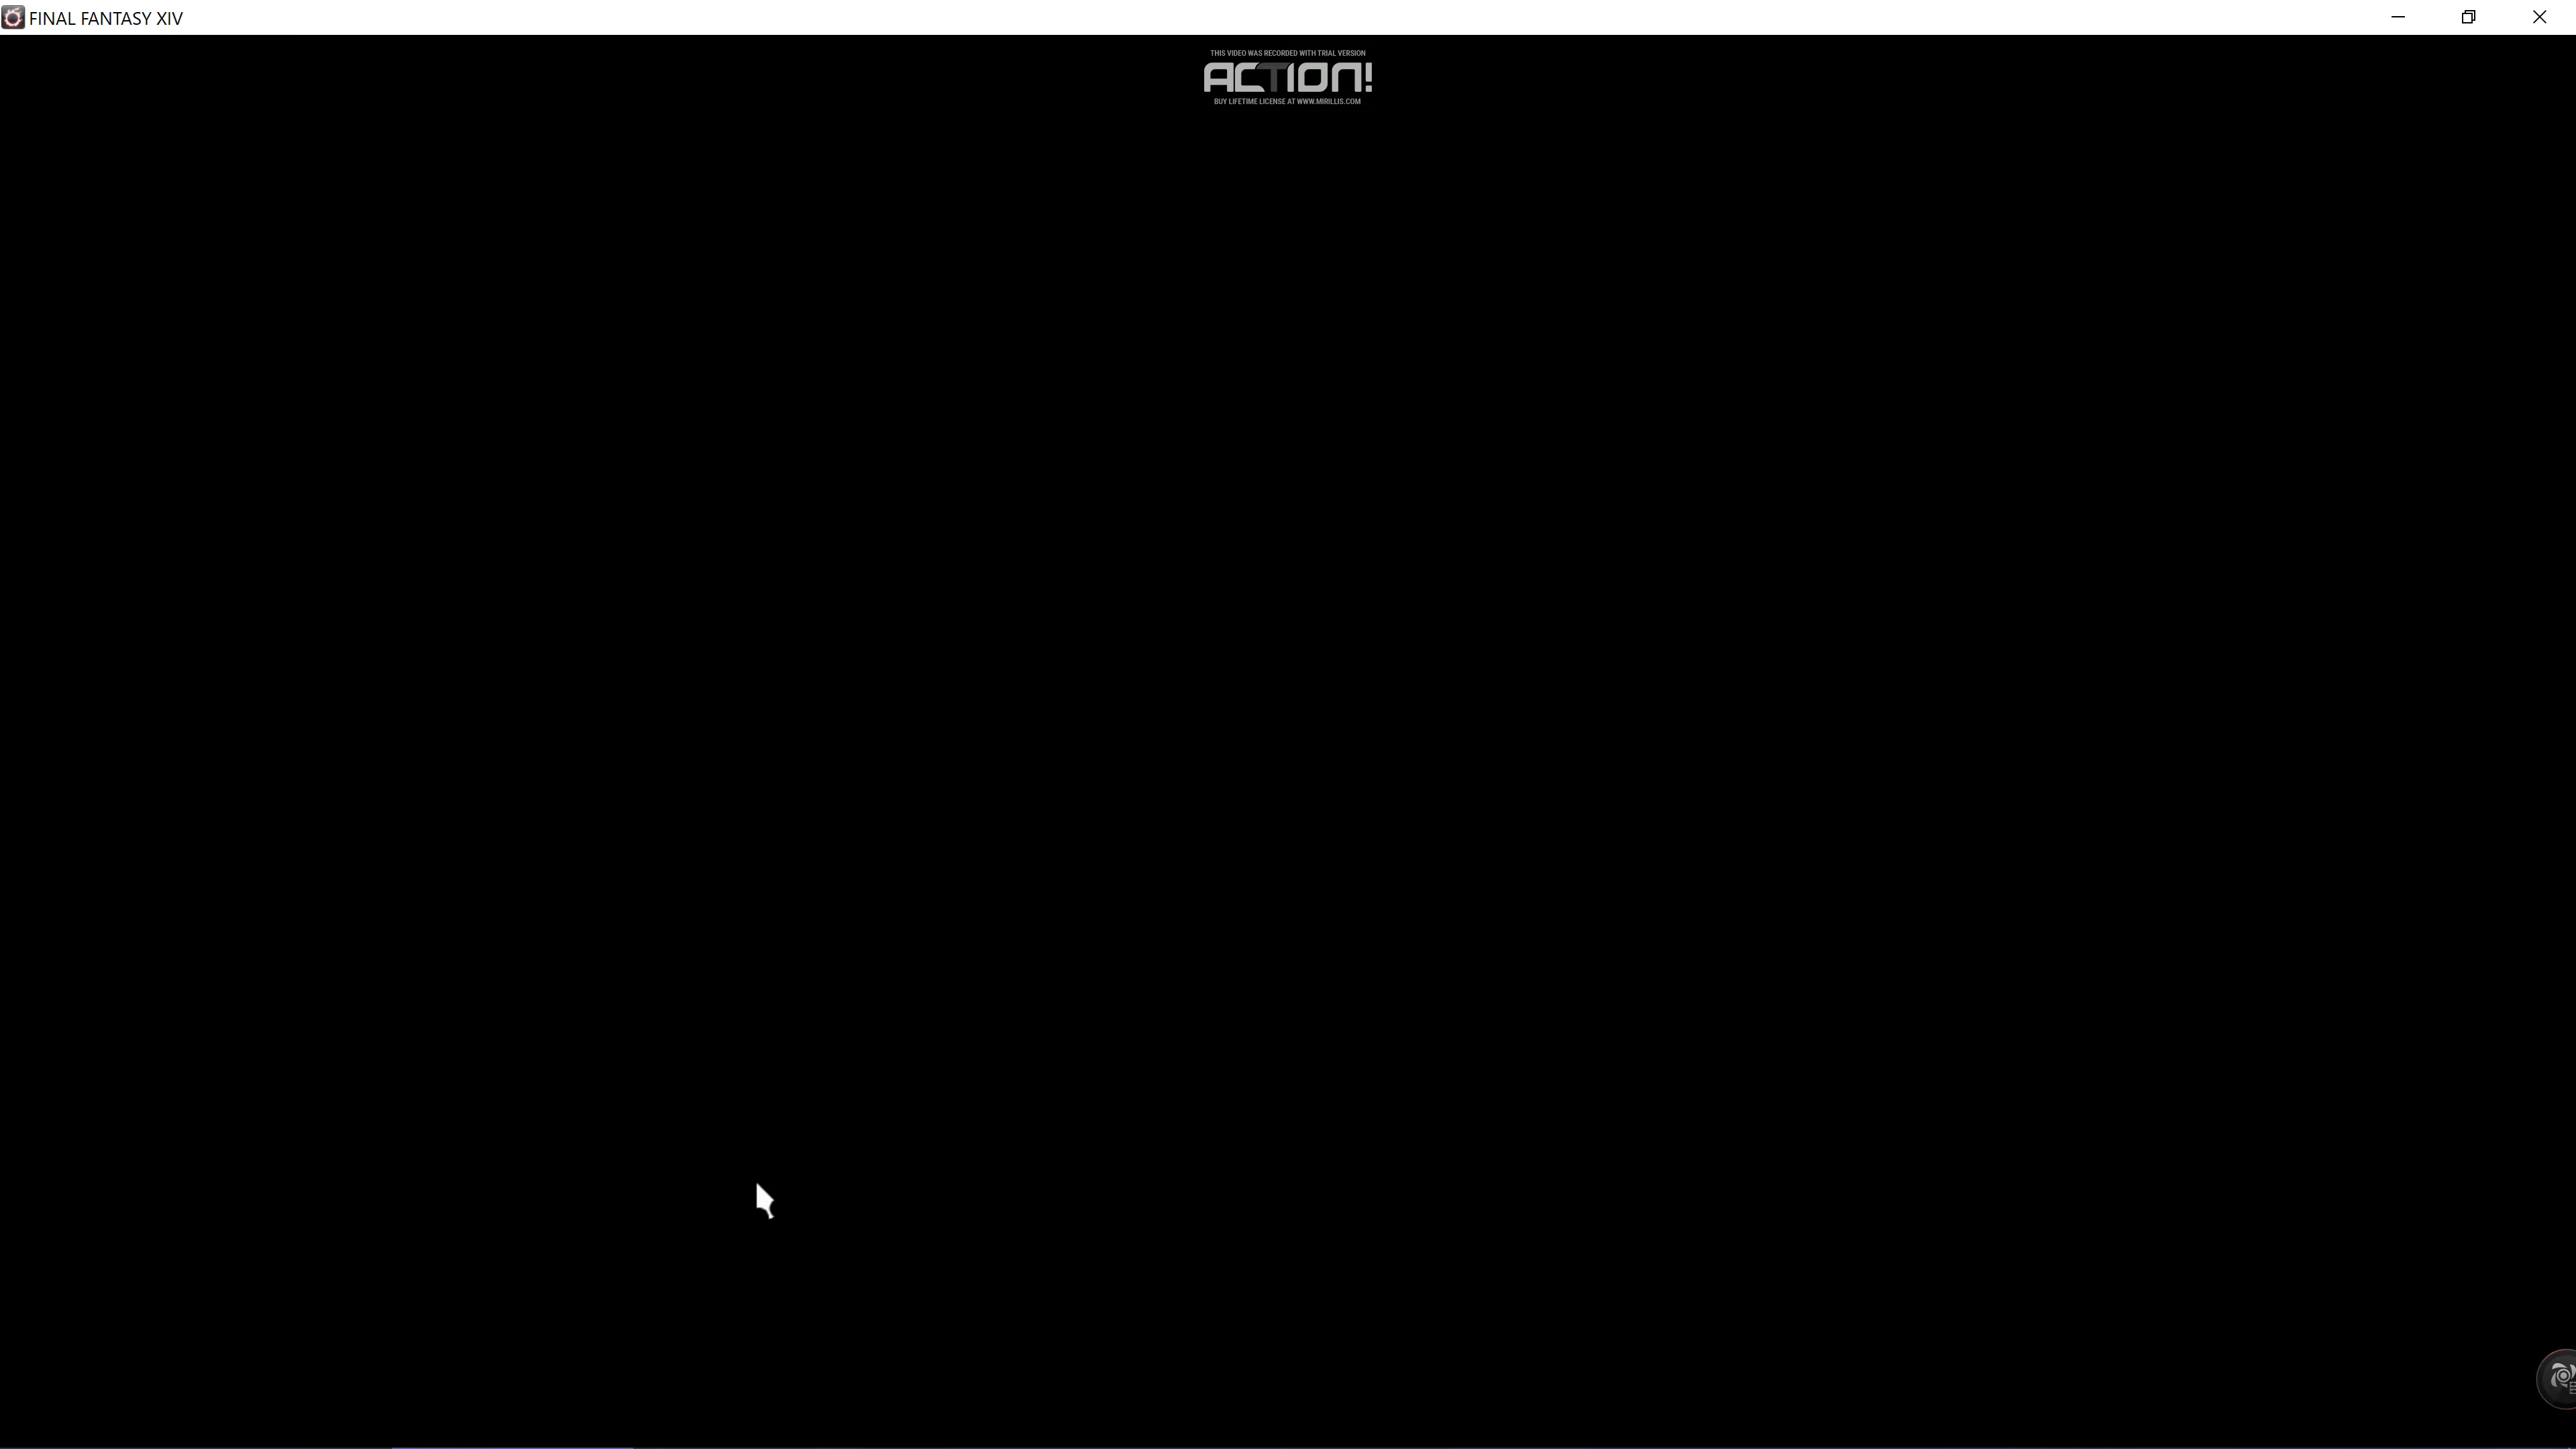 FINAL FANTASY XIV
THIS VIDEO WAS RECORDED WITH TRIAL VERSION
ACTION!
BUY LIFETIME LICENSE AT WWW.MIRILLIS.COM